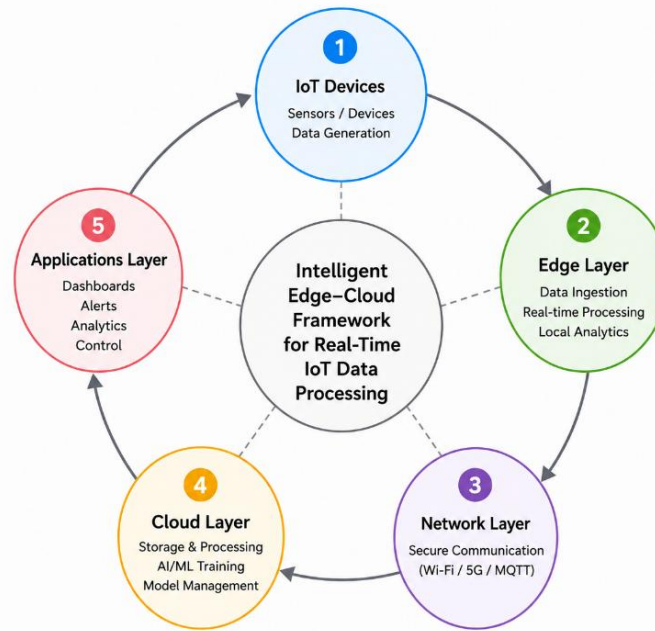 1
IoT Devices
Sensors / Devices
Data Generation
2
Edge Layer
Data Ingestion
Real-time Processing
Local Analytics
3
Network Layer
Secure Communication
(Wi-Fi / 5G / MQTT)
4
Cloud Layer
Storage & Processing
AI/ML Training
Model Management
5
Applications Layer
Dashboards
Alerts
Analytics
Control
Intelligent
Edge–Cloud
Framework
for Real-Time
IoT Data
Processing